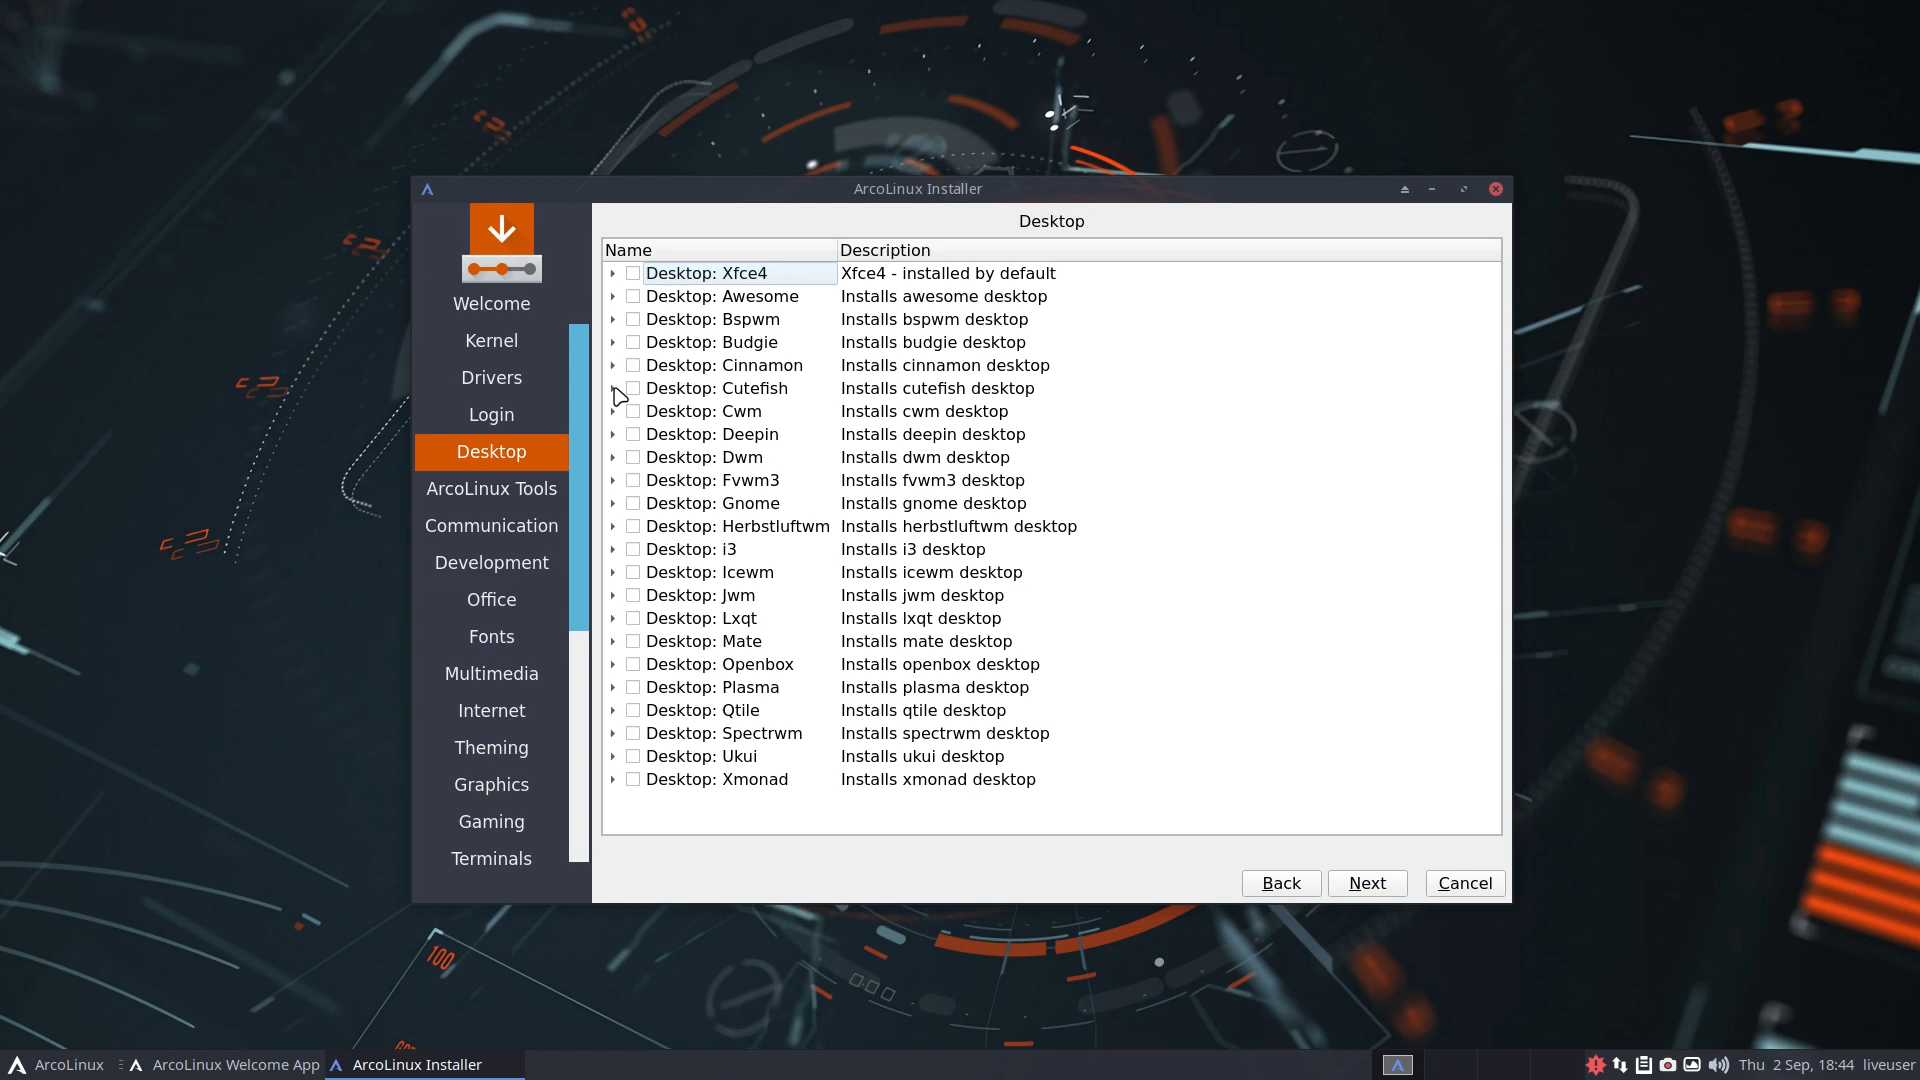 ArcoLinux Installer
Desktop
Name Description
Desktop: Xfce4 Xfce4 - installed by default
Desktop: Awesome Installs awesome desktop
Desktop: Bspwm Installs bspwm desktop
Desktop: Budgie Installs budgie desktop
Desktop: Cinnamon Installs cinnamon desktop
Desktop: Cutefish Installs cutefish desktop
Desktop: Cwm Installs cwm desktop
Desktop: Deepin Installs deepin desktop
Desktop: Dwm Installs dwm desktop
Desktop: Fvwm3 Installs fvwm3 desktop
Desktop: Gnome Installs gnome desktop
Desktop: Herbstluftwm Installs herbstluftwm desktop
Desktop: i3 Installs i3 desktop
Desktop: Icewm Installs icewm desktop
Desktop: Jwm Installs jwm desktop
Desktop: Lxqt Installs lxqt desktop
Desktop: Mate Installs mate desktop
Desktop: Openbox Installs openbox desktop
Desktop: Plasma Installs plasma desktop
Desktop: Qtile Installs qtile desktop
Desktop: Spectrwm Installs spectrwm desktop
Desktop: Ukui Installs ukui desktop
Desktop: Xmonad Installs xmonad desktop
Welcome
Kernel
Drivers
Login
Desktop
ArcoLinux Tools
Communication
Development
Office
Fonts
Multimedia
Internet
Theming
Graphics
Gaming
Terminals
Back Next Cancel
100
ArcoLinux ArcoLinux Welcome App ArcoLinux Installer Thu 2 Sep, 18:44 liveuser